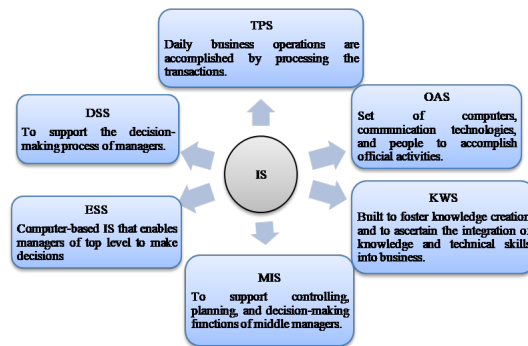 TPS
Daily business operations are
accomplished by processing the
transactions.
DSS
To support the decision-
making process of managers.
OAS
Set of computers,
communication technologies,
and people to accomplish
official activities.
IS
ESS
Computer-based IS that enables
managers of top level to make
decisions
KWS
Built to foster knowledge creation
and to ascertain the integration of
knowledge and technical skills
into business.
MIS
To support controlling,
planning, and decision-making
functions of middle managers.